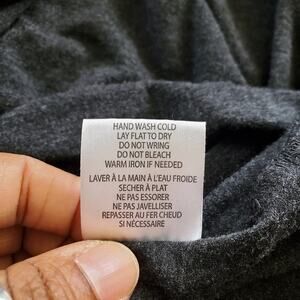 HAND WASH COLD
LAY FLAT TO DRY
DO NOT WRING
DO NOT BLEACH
WARM IRON IF NEEDED
LAVER À LA MAIN À L'EAU FROIDE
SECHER À PLAT
NE PAS ESSORER
NE PAS JAVELLISER
REPASSER AU FER CHEUD
SI NÉCESSAIRE